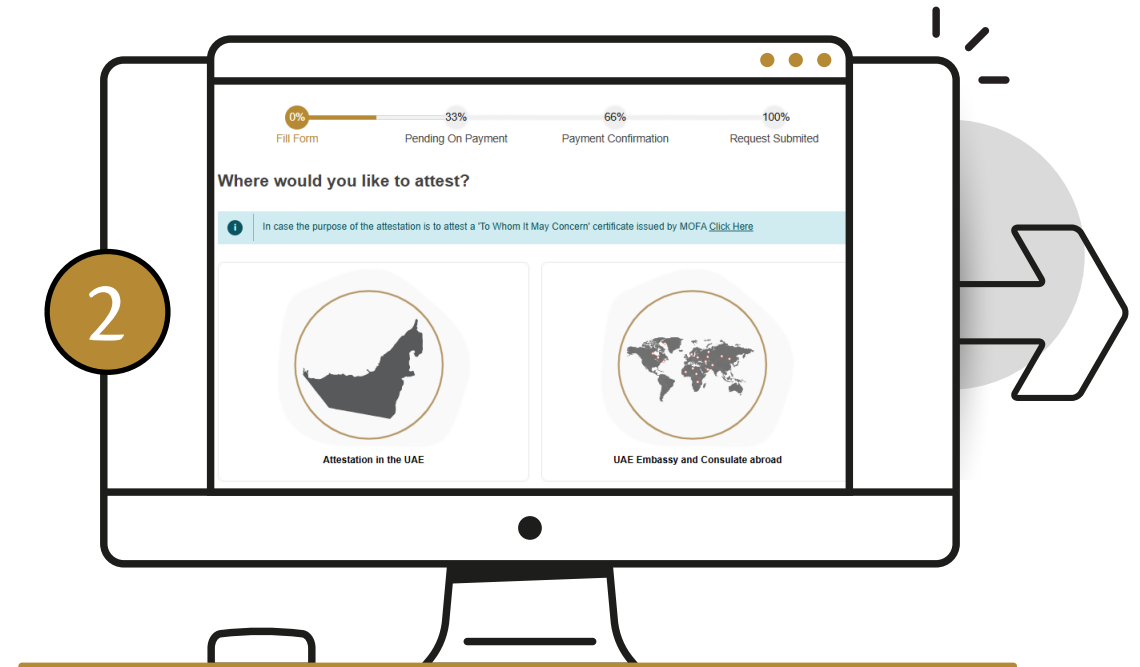 0%
33%
66%
100%
Fill Form
Pending On Payment
Payment Confirmation
Request Submited
Where would you like to attest?
i
In case the purpose of the attestation is to attest a 'To Whom It May Concern' certificate issued by MOFA Click Here
2
Attestation in the UAE
UAE Embassy and Consulate abroad